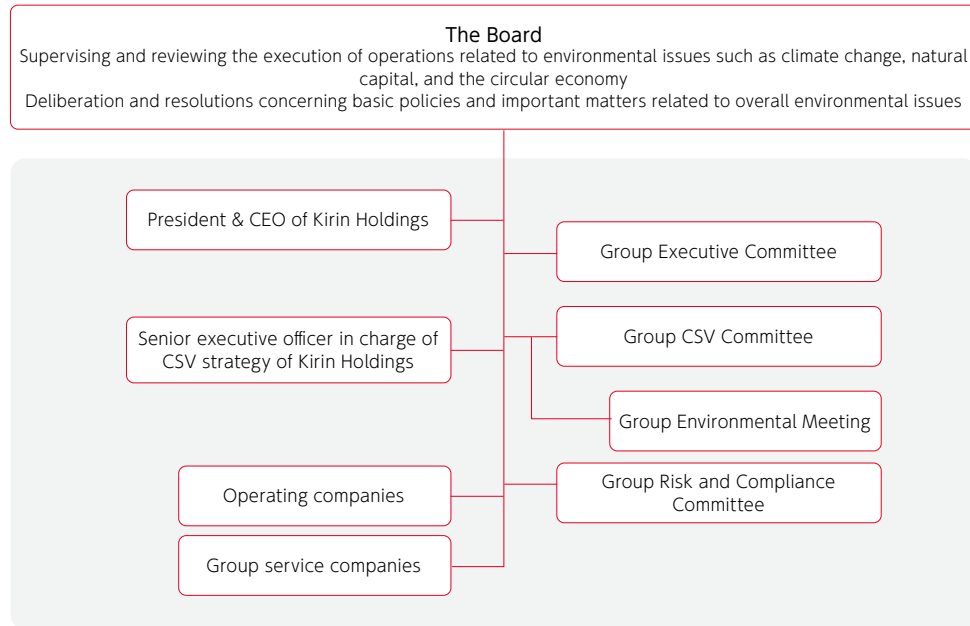 The Board
Supervising and reviewing the execution of operations related to environmental issues such as climate change, natural
capital, and the circular economy
Deliberation and resolutions concerning basic policies and important matters related to overall environmental issues
President & CEO of Kirin Holdings
Group Executive Committee
Senior executive officer in charge of
CSV strategy of Kirin Holdings
Group CSV Committee
Group Environmental Meeting
Operating companies
Group Risk and Compliance
Committee
Group service companies